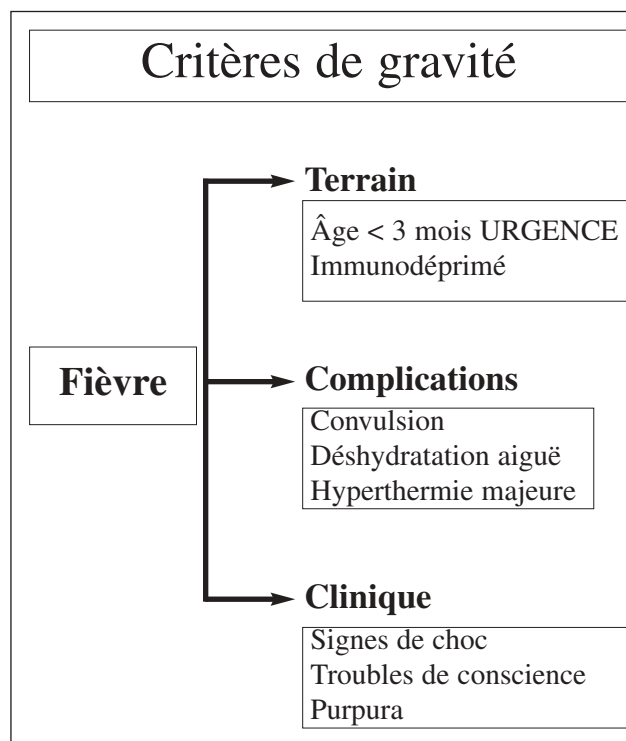 Critères de gravité
Terrain
Âge < 3 mois URGENCE
Immunodéprimé
Fièvre
Complications
Convulsion
Déshydratation aiguë
Hyperthermie majeure
Clinique
Signes de choc
Troubles de conscience
Purpura